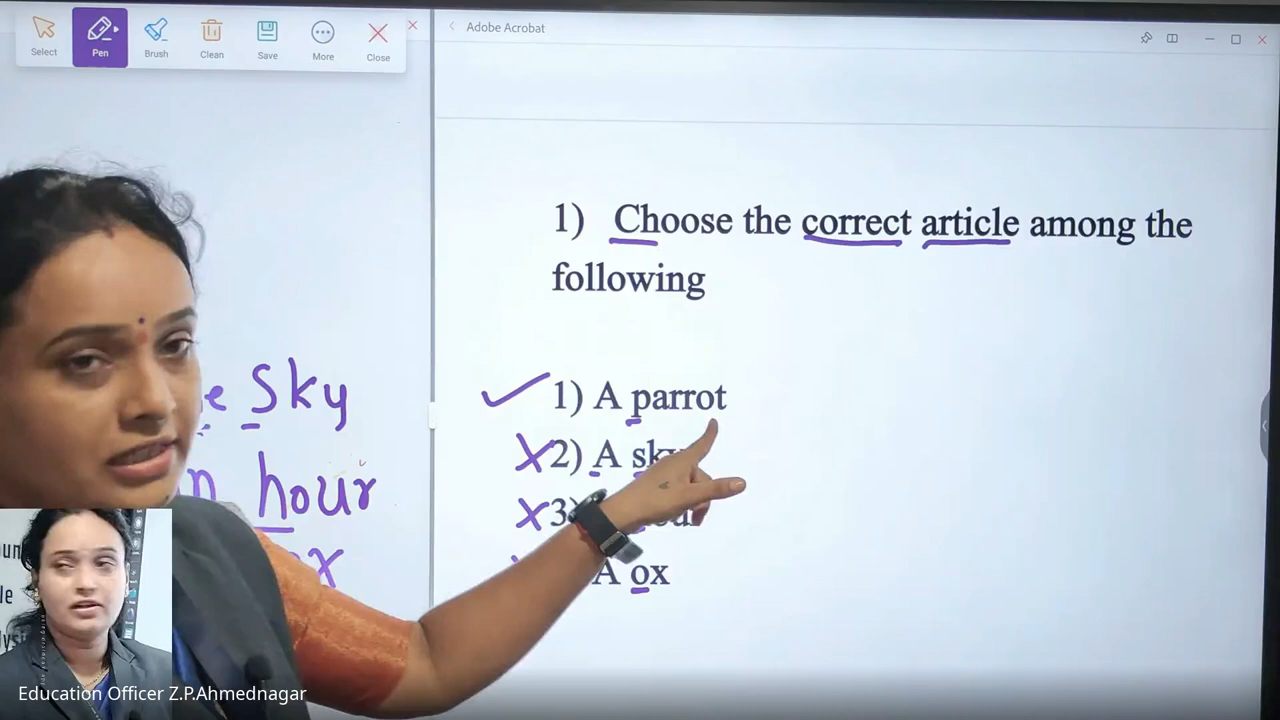 Select Pen Brush Clean Save More Close
Adobe Acrobat
1) Choose the correct article among the
following
1) A parrot
2) A
3)
A ox
Sky
hour
Education Officer Z.P.Ahmednagar